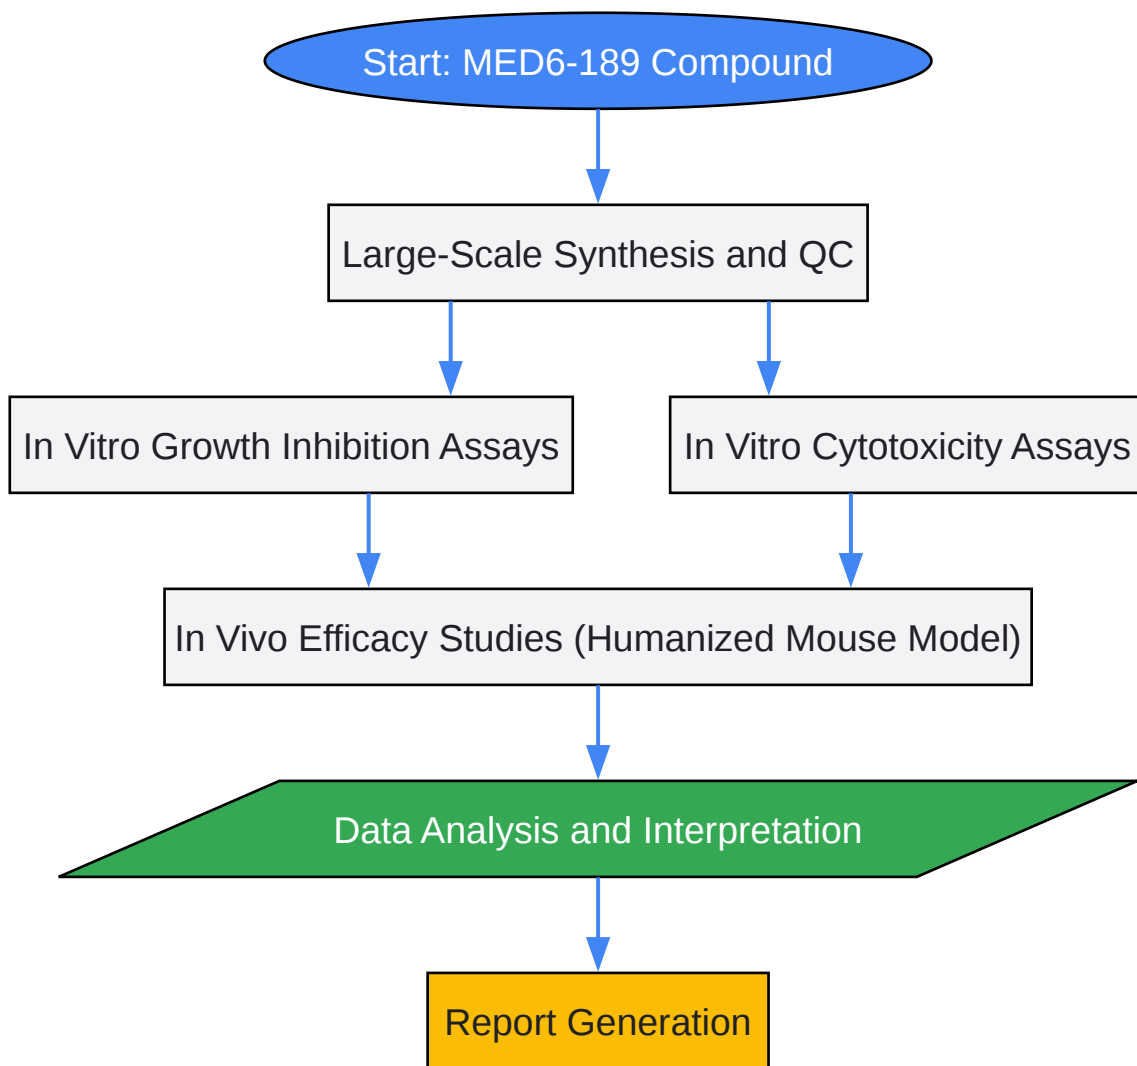 Start: MED6-189 Compound
Large-Scale Synthesis and QC
In Vitro Growth Inhibition Assays
In Vitro Cytotoxicity Assays
In Vivo Efficacy Studies (Humanized Mouse Model)
Data Analysis and Interpretation
Report Generation